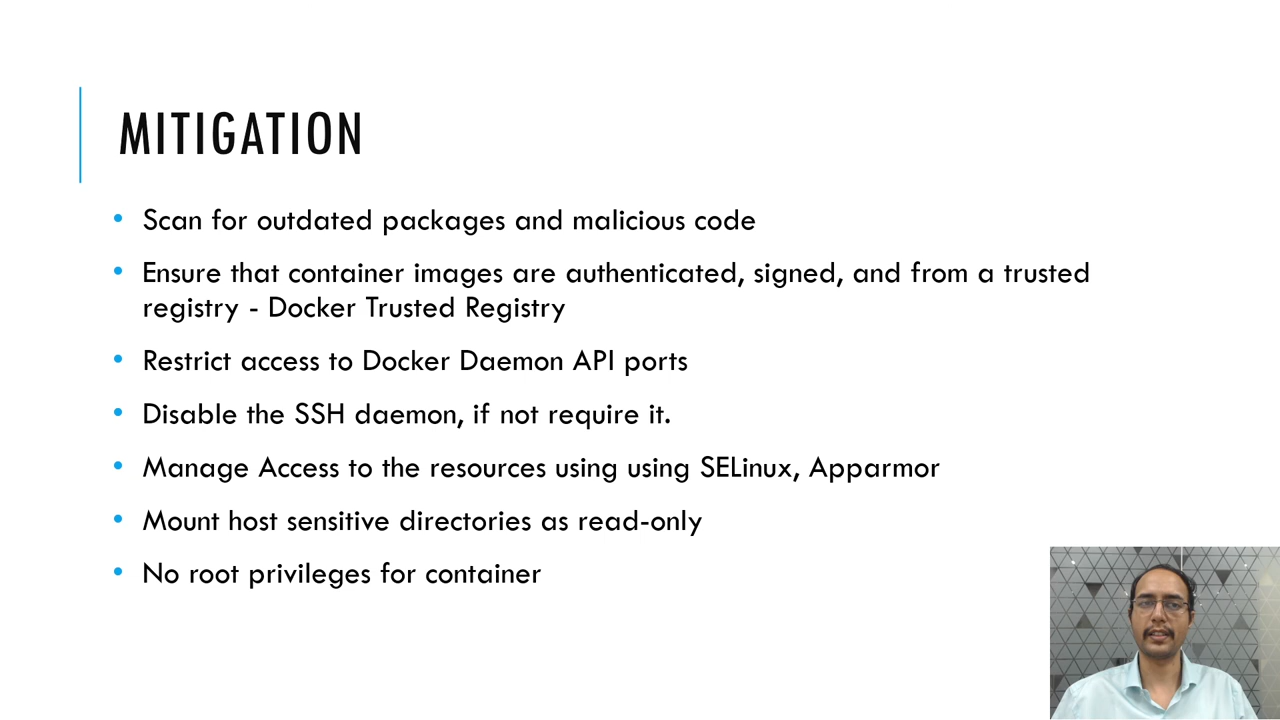 MITIGATION
• Scan for outdated packages and malicious code
• Ensure that container images are authenticated, signed, and from a trusted
registry - Docker Trusted Registry
• Restrict access to Docker Daemon API ports
• Disable the SSH daemon, if not require it.
• Manage Access to the resources using using SELinux, Apparmor
• Mount host sensitive directories as read-only
• No root privileges for container